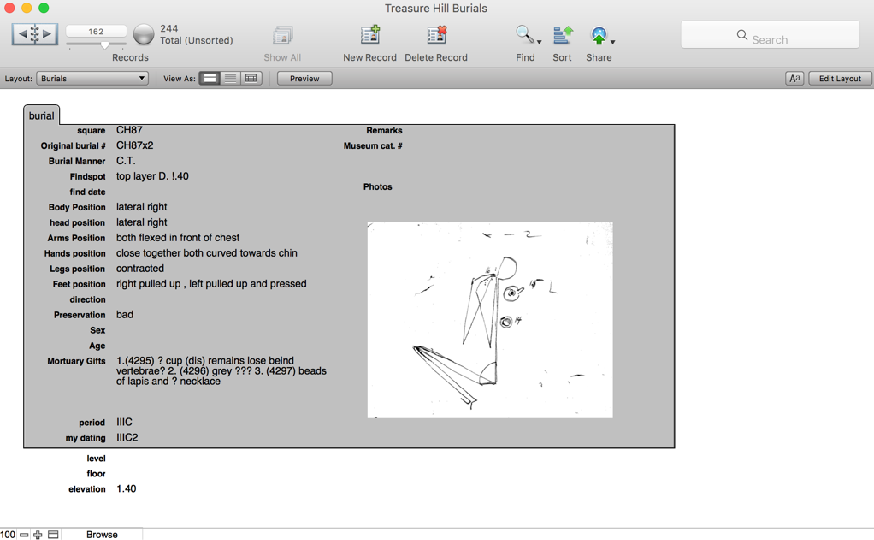 Treasure Hill Burials
162
244
Total (Unsorted)
Records
Show All
New Record
Delete Record
Find
Sort
Share
Search
Layout:
Burials
View As:
Preview
Aa
Edit Layout
burial
square CH87
Original burial # CH87x2
Burial Manner C.T.
Findspot top layer D. !.40
find date
Body Position lateral right
head position lateral right
Arms Position both flexed in front of chest
Hands position close together both curved towards chin
Legs position contracted
Feet position right pulled up , left pulled up and pressed
direction
Preservation bad
Sex
Age
Mortuary Gifts 1.(4295) ? cup (dis) remains lose beind
vertebrae? 2. (4296) grey ??? 3. (4297) beads
of lapis and ? necklace
period IIIC
my dating IIIC2
Remarks
Museum cat. #
Photos
level
floor
elevation 1.40
100
Browse